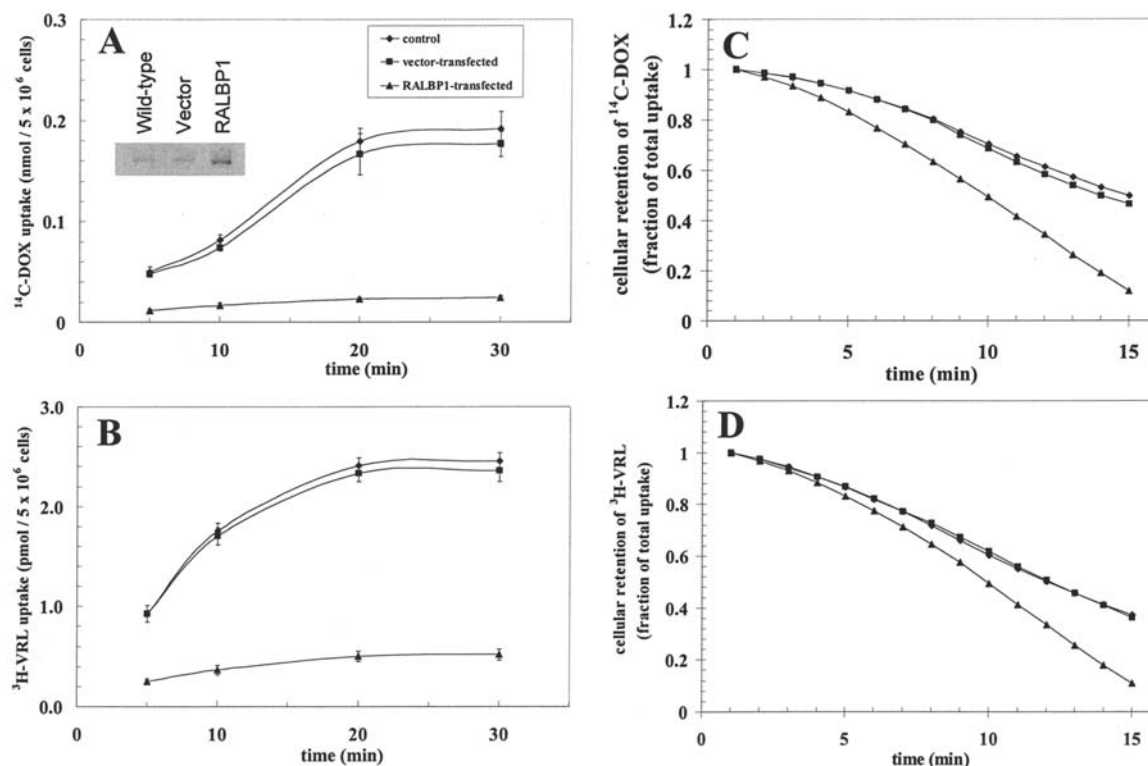 A
Wild-type
Vector
RALBP1
control
vector-transfected
RALBP1-transfected
¹⁴C-DOX uptake (nmol / 5 x 10⁶ cells)
0.3
0.2
0.1
0
0
10
20
30
time (min)
B
³H-VRL uptake (pmol / 5 x 10⁶ cells)
3.0
2.0
1.0
0.0
0
10
20
30
time (min)
C
cellular retention of ¹⁴C-DOX
(fraction of total uptake)
1.2
1
0.8
0.6
0.4
0.2
0
0
5
10
15
time (min)
D
cellular retention of ³H-VRL
(fraction of total uptake)
1.2
1
0.8
0.6
0.4
0.2
0
0
5
10
15
time (min)